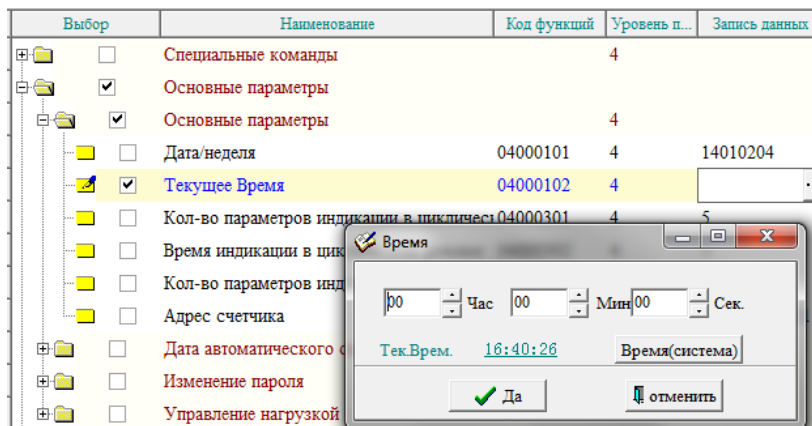 Выбор Наименование Код функций Уровень п... Запись данных
Специальные команды 4
Основные параметры
Основные параметры 4
Дата/неделя 04000101 4 14010204
Текущее Время 04000102 4
Кол-во параметров индикации в цикличес 04000301 4 5
Время индикации в цик
Кол-во параметров инд
Адрес счетчика
Дата автоматического с
Изменение пароля
Управление нагрузкой
Время
00 Час 00 Мин 00 Сек.
Тек.Врем. 16:40:26 Время(система)
Да отменить